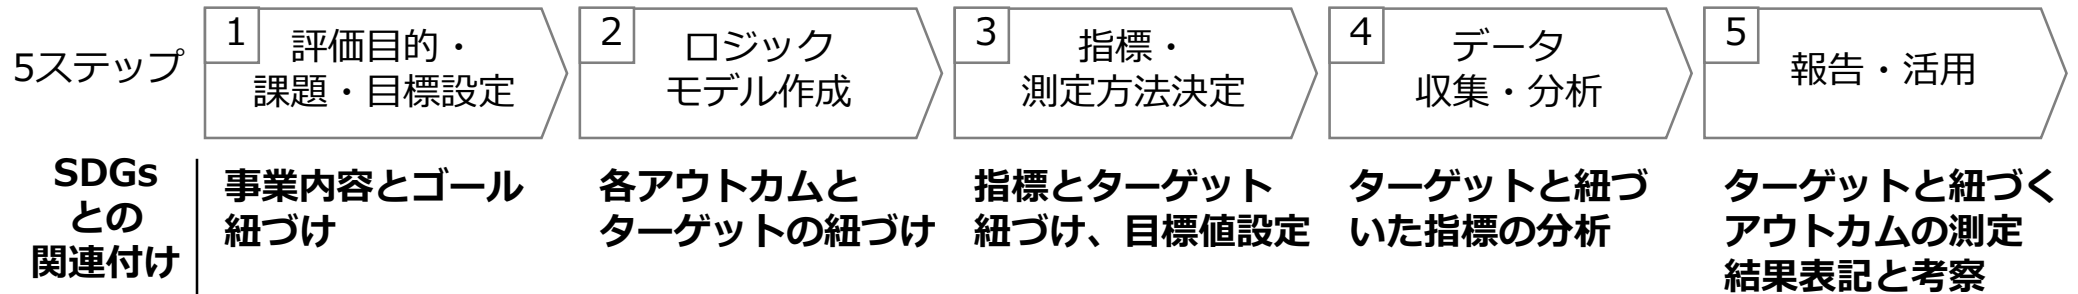 5ステップ
1
評価目的・
課題・目標設定
2
ロジック
モデル作成
3
指標・
測定方法決定
4
データ
収集・分析
5
報告・活用
SDGs
との
関連付け
事業内容とゴール
紐づけ
各アウトカムと
ターゲットの紐づけ
指標とターゲット
紐づけ、目標値設定
ターゲットと紐づ
いた指標の分析
ターゲットと紐づく
アウトカムの測定
結果表記と考察